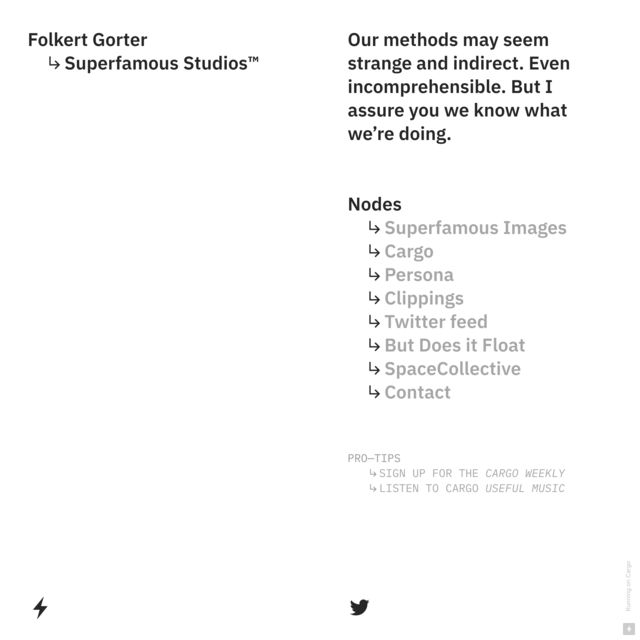 Folkert Gorter
↳ Superfamous Studios™
Our methods may seem
strange and indirect. Even
incomprehensible. But I
assure you we know what
we’re doing.
Nodes
↳ Superfamous Images
↳ Cargo
↳ Persona
↳ Clippings
↳ Twitter feed
↳ But Does it Float
↳ SpaceCollective
↳ Contact
PRO—TIPS
↳ SIGN UP FOR THE CARGO WEEKLY
↳ LISTEN TO CARGO USEFUL MUSIC
Running on Cargo